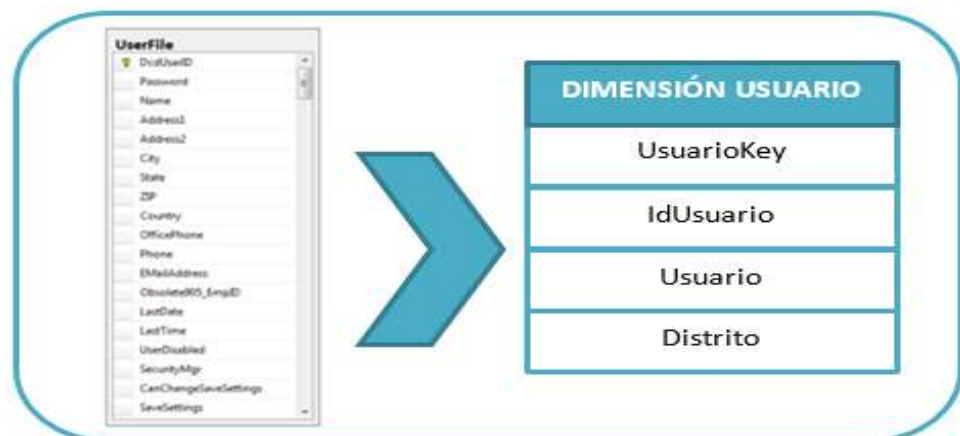 UserFile
DcdUserID
Password
Name
Address1
Address2
City
State
ZIP
Country
OfficePhone
Phone
EMailAddress
Obsolete905_EmpID
LastDate
LastTime
UserDisabled
SecurityMgr
CanChangeSaveSettings
SaveSettings
DIMENSIÓN USUARIO
UsuarioKey
IdUsuario
Usuario
Distrito